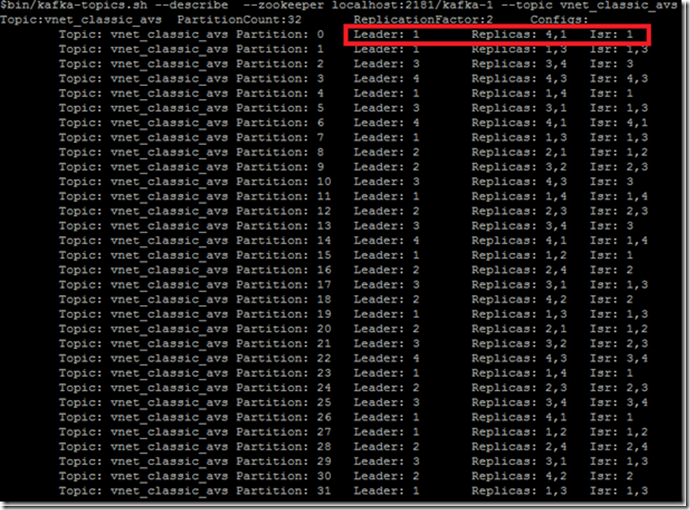 $bin/kafka-topics.sh --describe --zookeeper localhost:2181/kafka-1 --topic vnet_classic_avs
Topic:vnet_classic_avs PartitionCount:32 ReplicationFactor:2 Configs:
Topic: vnet_classic_avs Partition: 0 Leader: 1 Replicas: 4,1 Isr: 1
Topic: vnet_classic_avs Partition: 1 Leader: 1 Replicas: 1,3 Isr: 1,3
Topic: vnet_classic_avs Partition: 2 Leader: 3 Replicas: 3,4 Isr: 3
Topic: vnet_classic_avs Partition: 3 Leader: 4 Replicas: 4,3 Isr: 4,3
Topic: vnet_classic_avs Partition: 4 Leader: 1 Replicas: 1,4 Isr: 1
Topic: vnet_classic_avs Partition: 5 Leader: 3 Replicas: 3,1 Isr: 1,3
Topic: vnet_classic_avs Partition: 6 Leader: 4 Replicas: 4,1 Isr: 4,1
Topic: vnet_classic_avs Partition: 7 Leader: 1 Replicas: 1,3 Isr: 1,3
Topic: vnet_classic_avs Partition: 8 Leader: 2 Replicas: 2,1 Isr: 1,2
Topic: vnet_classic_avs Partition: 9 Leader: 2 Replicas: 3,2 Isr: 2,3
Topic: vnet_classic_avs Partition: 10 Leader: 3 Replicas: 4,3 Isr: 3
Topic: vnet_classic_avs Partition: 11 Leader: 1 Replicas: 1,4 Isr: 1,4
Topic: vnet_classic_avs Partition: 12 Leader: 2 Replicas: 2,3 Isr: 2,3
Topic: vnet_classic_avs Partition: 13 Leader: 3 Replicas: 3,4 Isr: 3
Topic: vnet_classic_avs Partition: 14 Leader: 4 Replicas: 4,1 Isr: 1,4
Topic: vnet_classic_avs Partition: 15 Leader: 1 Replicas: 1,2 Isr: 1
Topic: vnet_classic_avs Partition: 16 Leader: 2 Replicas: 2,4 Isr: 2
Topic: vnet_classic_avs Partition: 17 Leader: 3 Replicas: 3,1 Isr: 1,3
Topic: vnet_classic_avs Partition: 18 Leader: 2 Replicas: 4,2 Isr: 2
Topic: vnet_classic_avs Partition: 19 Leader: 1 Replicas: 1,3 Isr: 1,3
Topic: vnet_classic_avs Partition: 20 Leader: 2 Replicas: 2,1 Isr: 1,2
Topic: vnet_classic_avs Partition: 21 Leader: 2 Replicas: 3,2 Isr: 2,3
Topic: vnet_classic_avs Partition: 22 Leader: 4 Replicas: 4,3 Isr: 3,4
Topic: vnet_classic_avs Partition: 23 Leader: 1 Replicas: 1,4 Isr: 1
Topic: vnet_classic_avs Partition: 24 Leader: 2 Replicas: 2,3 Isr: 2,3
Topic: vnet_classic_avs Partition: 25 Leader: 3 Replicas: 3,4 Isr: 3,4
Topic: vnet_classic_avs Partition: 26 Leader: 1 Replicas: 4,1 Isr: 1
Topic: vnet_classic_avs Partition: 27 Leader: 1 Replicas: 1,2 Isr: 1,2
Topic: vnet_classic_avs Partition: 28 Leader: 2 Replicas: 2,4 Isr: 2,4
Topic: vnet_classic_avs Partition: 29 Leader: 3 Replicas: 3,1 Isr: 1,3
Topic: vnet_classic_avs Partition: 30 Leader: 2 Replicas: 4,2 Isr: 2
Topic: vnet_classic_avs Partition: 31 Leader: 1 Replicas: 1,3 Isr: 1,3